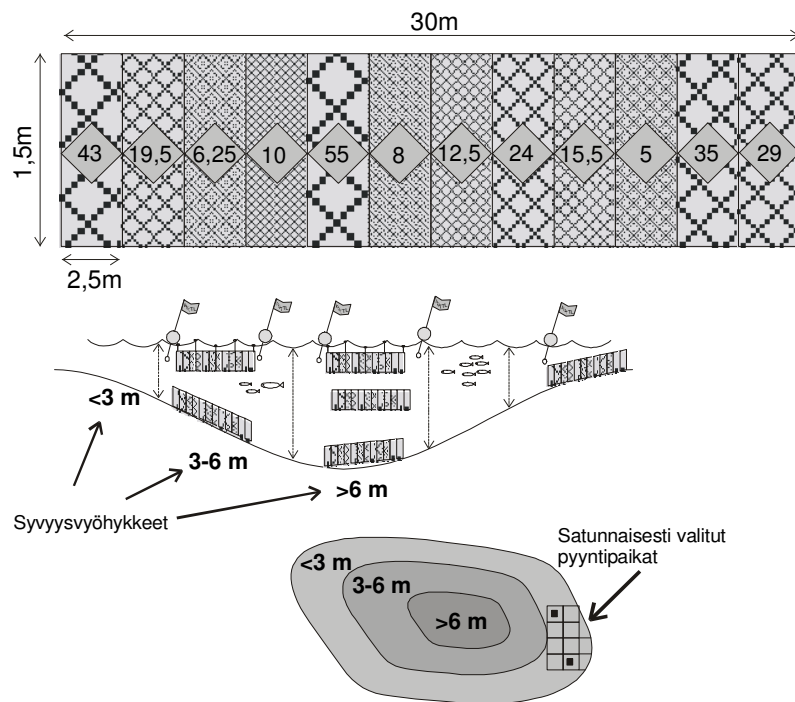 30m
1,5m
43 19,5 6,25 10 55 8 12,5 24 15,5 5 35 29
2,5m
<3 m
3-6 m
>6 m
Syvyysvyöhykkeet
Satunnaisesti valitut
pyyntipaikat
<3 m
3-6 m
>6 m